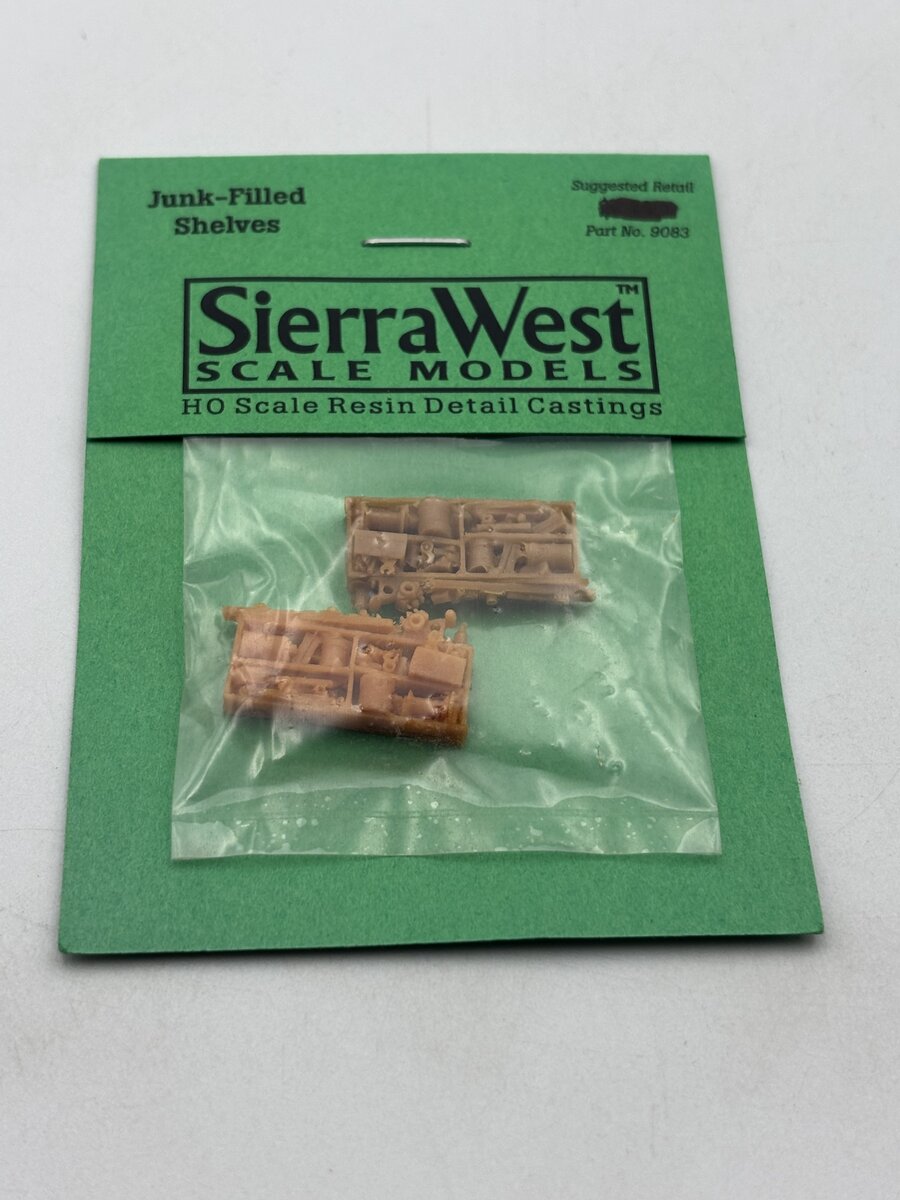 Junk-Filled
Shelves
Suggested Retail
Part No. 9083
SierraWest™
SCALE MODELS
HO Scale Resin Detail Castings